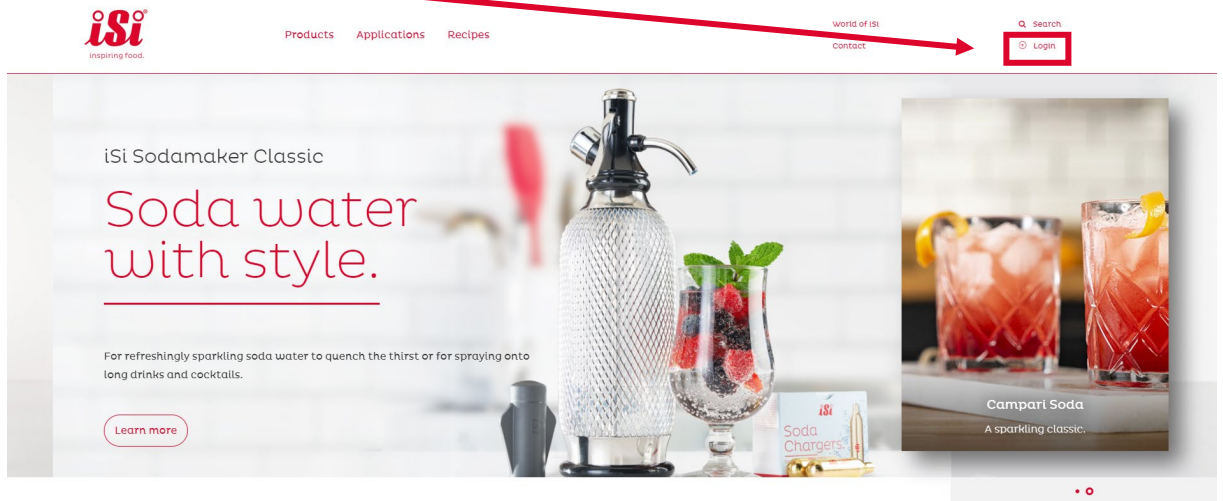 iSi
inspiring food.
Products Applications Recipes
World of iSi
Contact
Search
Login
iSi Sodamaker Classic
Soda water
with style.
For refreshingly sparkling soda water to quench the thirst or for spraying onto
long drinks and cocktails.
Learn more
iSi
Soda
Chargers
Campari Soda
A sparkling classic.